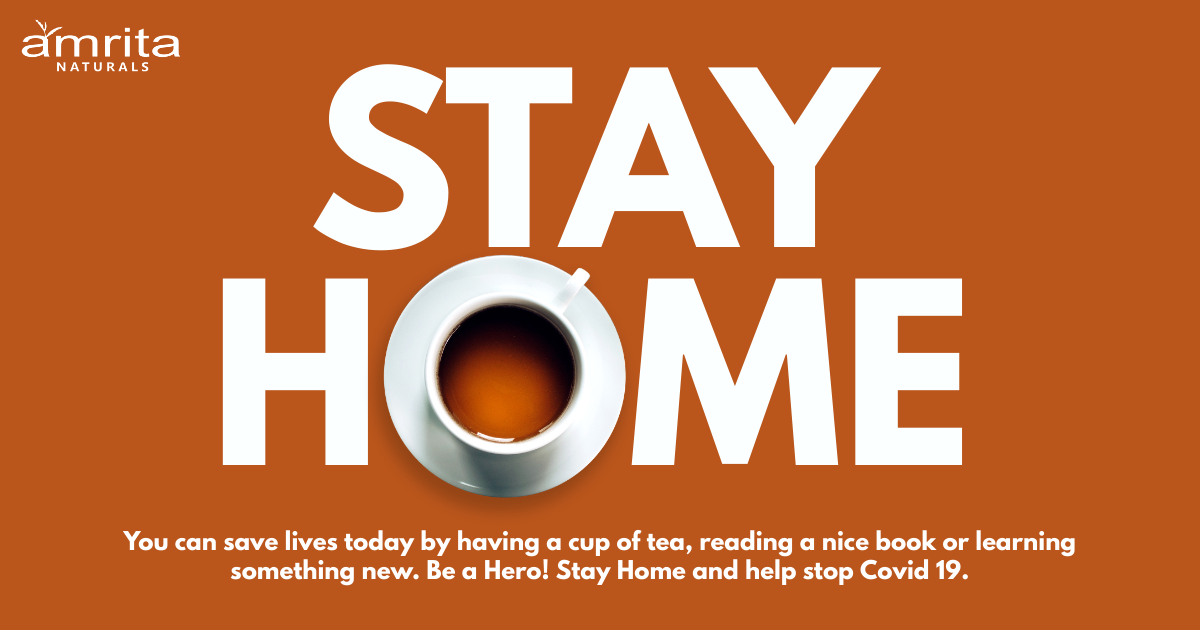 amrita
NATURALS
STAY
HOME
You can save lives today by having a cup of tea, reading a nice book or learning
something new. Be a Hero! Stay Home and help stop Covid 19.